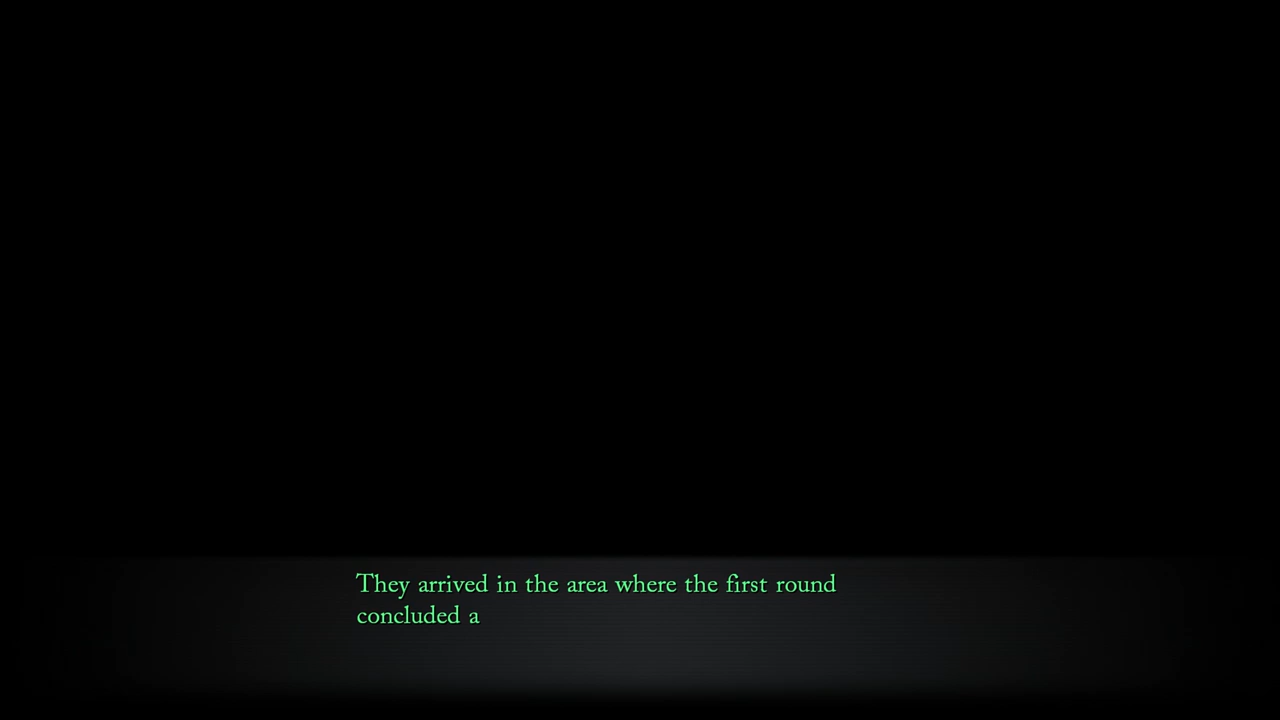 They arrived in the area where the first round
concluded a